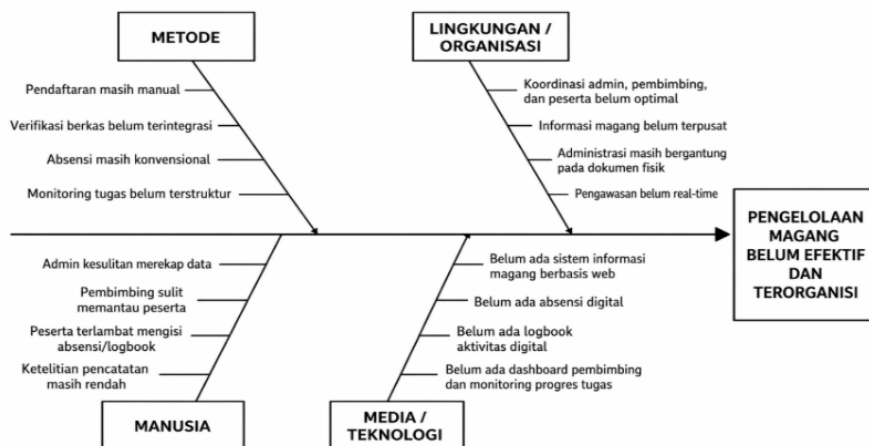 METODE
Pendaftaran masih manual
Verifikasi berkas belum terintegrasi
Absensi masih konvensional
Monitoring tugas belum terstruktur
LINGKUNGAN /
ORGANISASI
Koordinasi admin, pembimbing,
dan peserta belum optimal
Informasi magang belum terpusat
Administrasi masih bergantung
pada dokumen fisik
Pengawasan belum real-time
PENGELOLAAN
MAGANG
BELUM EFEKTIF
DAN
TERORGANISI
Admin kesulitan merekap data
Pembimbing sulit
memantau peserta
Peserta terlambat mengisi
absensi/logbook
Ketelitian pencatatan
masih rendah
MANUSIA
Belum ada sistem informasi
magang berbasis web
Belum ada absensi digital
Belum ada logbook
aktivitas digital
Belum ada dashboard pembimbing
dan monitoring progres tugas
MEDIA /
TEKNOLOGI